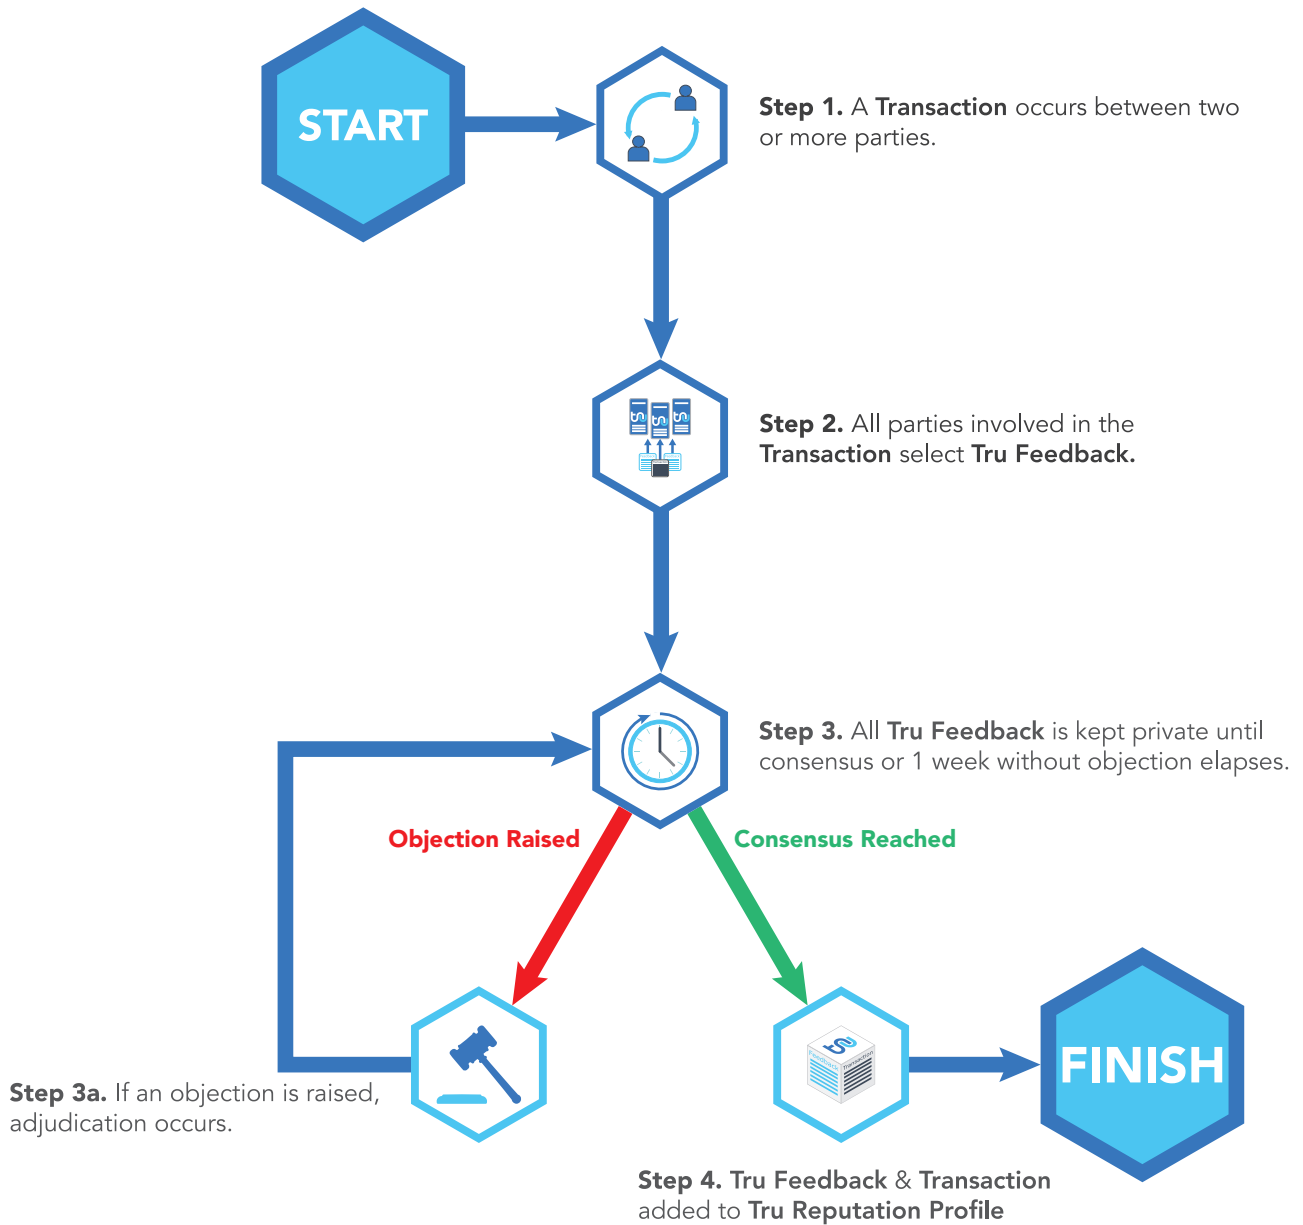 START
Step 1. A Transaction occurs between two
or more parties.
Step 2. All parties involved in the
Transaction select Tru Feedback.
Step 3. All Tru Feedback is kept private until
consensus or 1 week without objection elapses.
Objection Raised
Consensus Reached
Step 3a. If an objection is raised,
adjudication occurs.
Feedback
Transaction
FINISH
Step 4. Tru Feedback & Transaction
added to Tru Reputation Profile